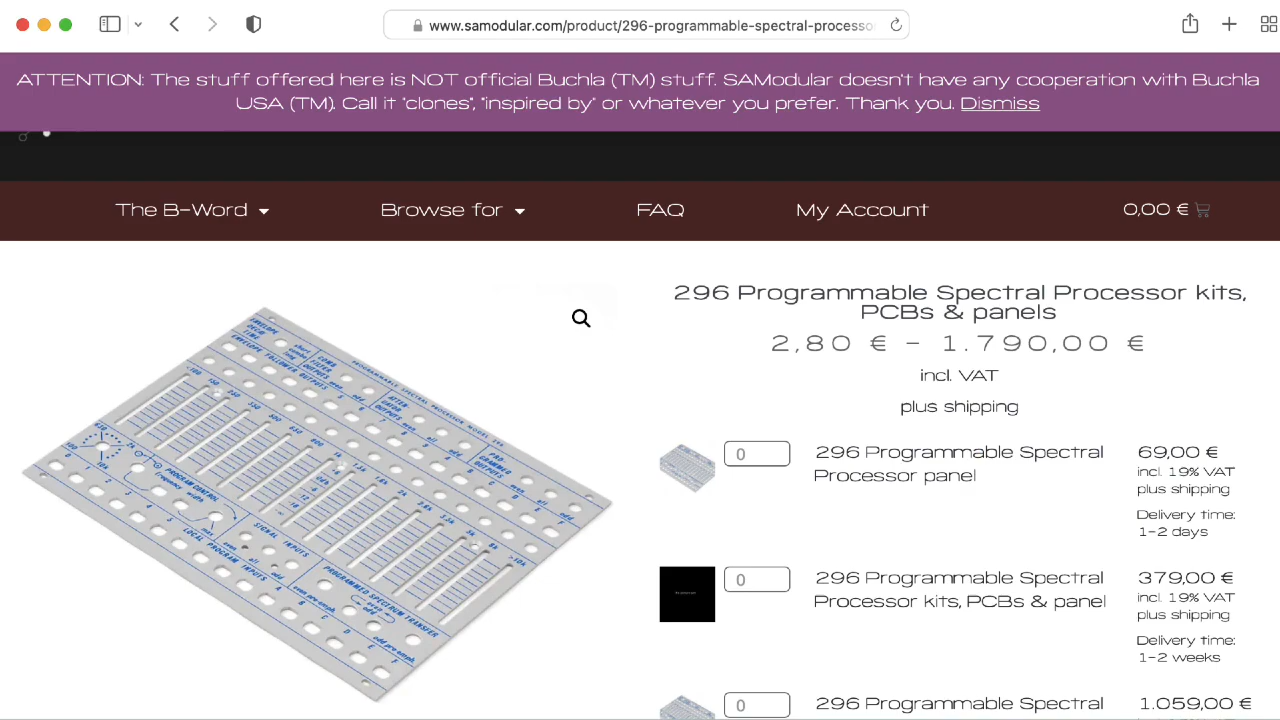 www.samodular.com/product/296-programmable-spectral-processo
ATTENTION: The stuff offered here is NOT official Buchla (TM) stuff. SAModular doesn't have any cooperation with Buchla
USA (TM). Call it "clones", "inspired by" or whatever you prefer. Thank you. Dismiss
The B-Word
Browse for
FAQ
My Account
0,00 €
296 Programmable Spectral Processor kits,
PCBs & panels
2,80 € – 1.790,00 €
incl. VAT
plus shipping
0
296 Programmable Spectral
Processor panel
69,00 €
incl. 19% VAT
plus shipping
Delivery time:
1-2 days
0
296 Programmable Spectral
Processor kits, PCBs & panel
379,00 €
incl. 19% VAT
plus shipping
Delivery time:
1-2 weeks
0
296 Programmable Spectral
1.059,00 €
PROGRAMMABLE SPECTRAL PROCESSOR MODEL 296
PROGRAM CONTROL
frequency width
SIGNAL INPUTS
LOCAL PROGRAM INPUTS
PROGRAMMED SPECTRUM TRANSFER
odd pre emph